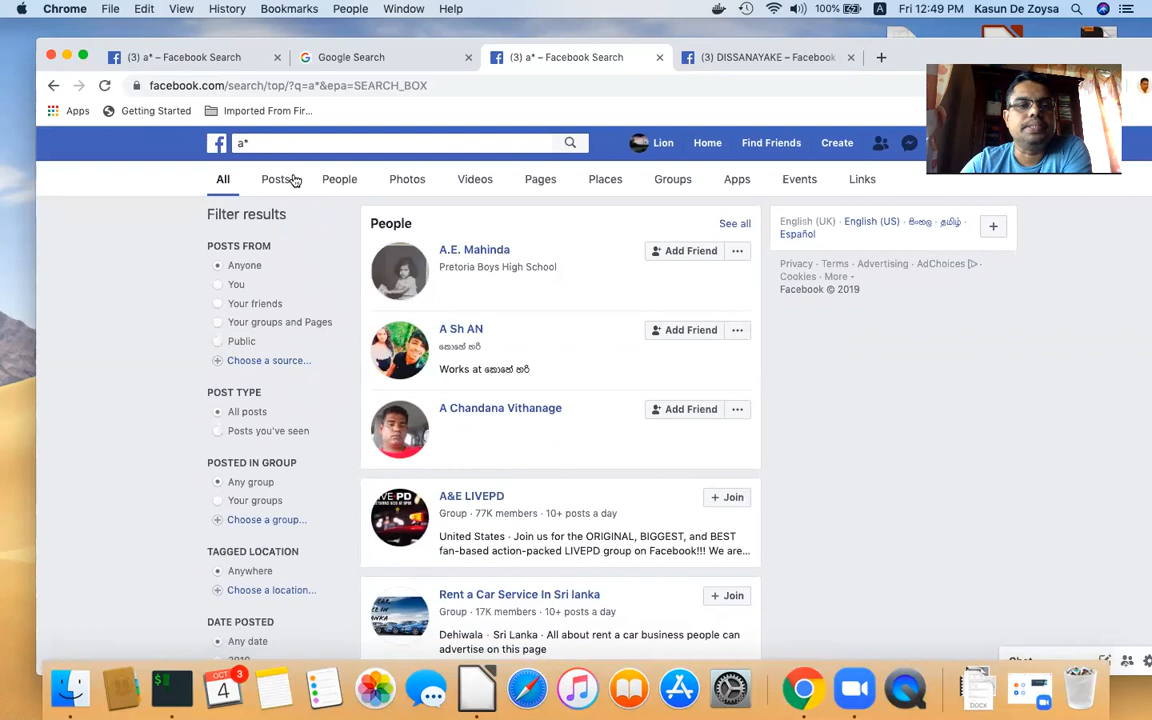 Chrome File Edit View History Bookmarks People Window Help 100% A Fri 12:49 PM Kasun De Zoysa
(3) a* – Facebook Search × Google Search × (3) a* – Facebook Search × (3) DISSANAYAKE – Facebook × +
facebook.com/search/top/?q=a*&epa=SEARCH_BOX
Apps Getting Started Imported From Fir...
a* Lion Home Find Friends Create
All Posts People Photos Videos Pages Places Groups Apps Events Links
Filter results
POSTS FROM
Anyone
You
Your friends
Your groups and Pages
Public
Choose a source...
POST TYPE
All posts
Posts you've seen
POSTED IN GROUP
Any group
Your groups
Choose a group...
TAGGED LOCATION
Anywhere
Choose a location...
DATE POSTED
Any date
2019
People See all
A.E. Mahinda Add Friend
Pretoria Boys High School
A Sh AN Add Friend
කොහේ හරි
Works at කොහේ හරි
A Chandana Vithanage Add Friend
A&E LIVEPD + Join
Group · 77K members · 10+ posts a day
United States · Join us for the ORIGINAL, BIGGEST, and BEST
fan-based action-packed LIVEPD group on Facebook!!! We are...
Rent a Car Service In Sri lanka + Join
Group · 17K members · 10+ posts a day
Dehiwala · Sri Lanka · All about rent a car business people can
advertise on this page
English (UK) · English (US) · සිංහල · தமிழ் ·
Español
Privacy · Terms · Advertising · AdChoices ·
Cookies · More
Facebook © 2019
OCT
4
3
DOCX